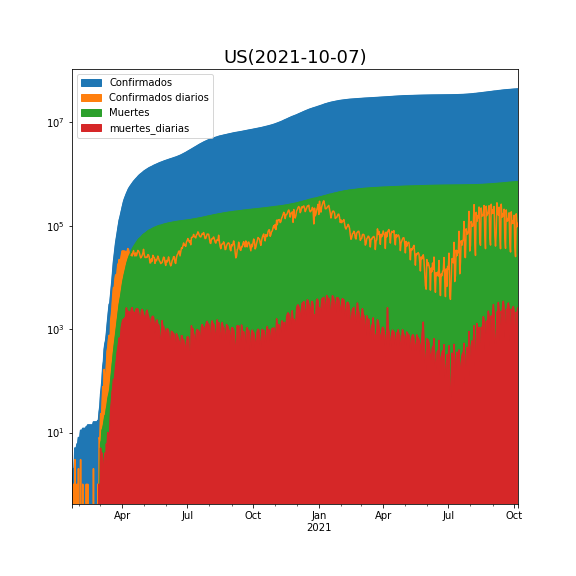 US(2021-10-07)
Confirmados
Confirmados diarios
Muertes
muertes_diarias
10^7
10^5
10^3
10^1
Apr Jul Oct Jan Apr Jul Oct
2021